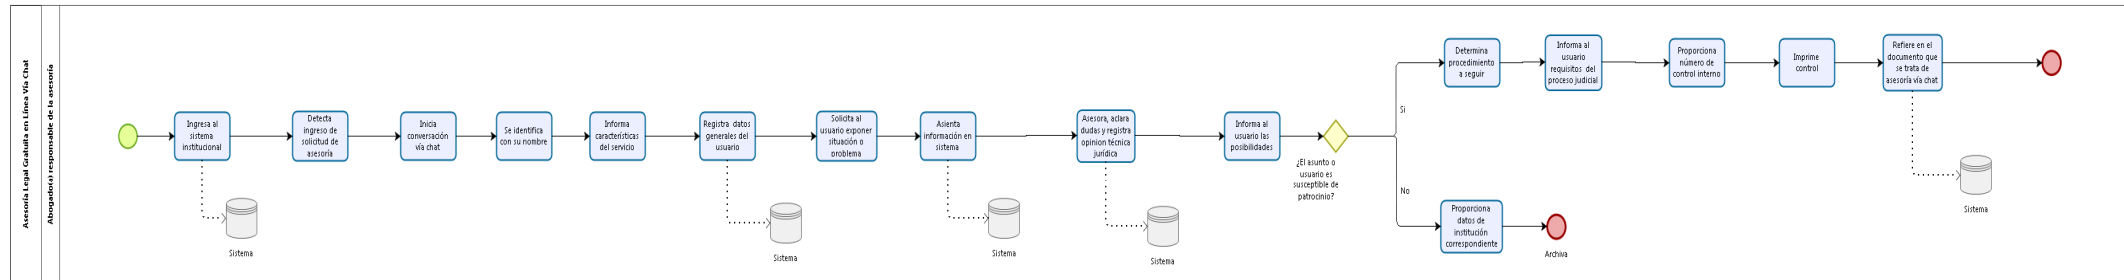 Asesoría Legal Gratuita en Línea Vía Chat
Abogado(a) responsable de la asesoría
Ingresa al
sistema
institucional
Sistema
Detecta
ingreso de
solicitud de
asesoría
Inicia
conversación
vía chat
Se identifica
con su nombre
Informa
características
del servicio
Registra datos
generales del
usuario
Sistema
Solicita al
usuario exponer
situación o
problema
Asienta
información en
sistema
Sistema
Asesora, aclara
dudas y registra
opinion técnica
jurídica
Sistema
Informa al
usuario las
posibilidades
¿El asunto o
usuario es
susceptible de
patrocinio?
Si
Determina
procedimiento
a seguir
Informa al
usuario
requisitos del
proceso judicial
Proporciona
número de
control interno
Imprime
control
Refiere en el
documento que
se trata de
asesoría vía chat
Sistema
No
Proporciona
datos de
institución
correspondiente
Archiva